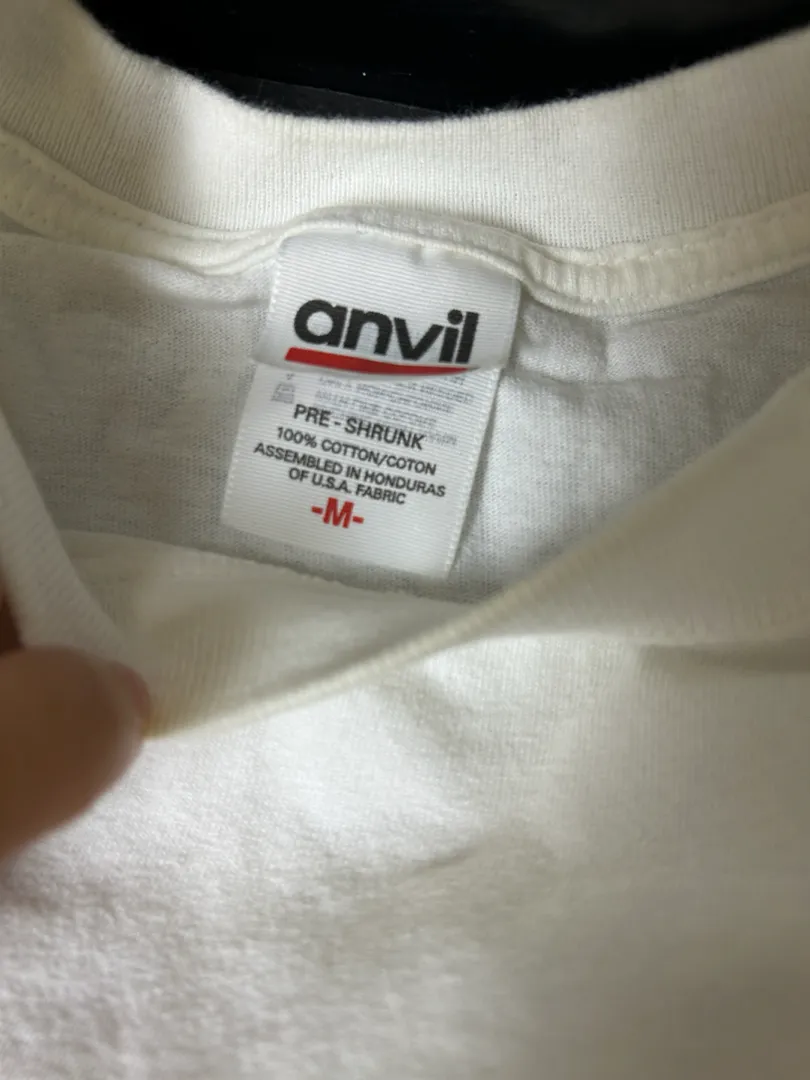 anvil
PRE - SHRUNK
100% COTTON/COTON
ASSEMBLED IN HONDURAS
OF U.S.A. FABRIC
-M-